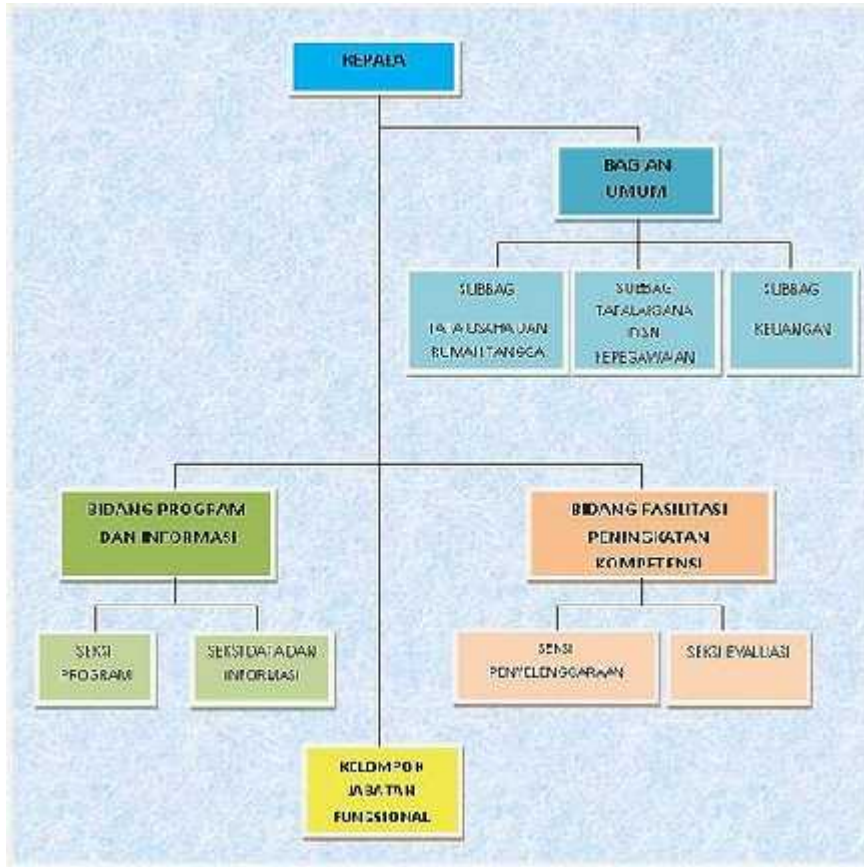 KEPALA
BAGIAN
UMUM
SUBBAG
TATA USAHA DAN
RUMAH TANGGA
SUBBAG
TATALAKSANA
DAN
KEPEGAWAIAN
SUBBAG
KEUANGAN
BIDANG PROGRAM
DAN INFORMASI
BIDANG FASILITASI
PENINGKATAN
KOMPETENSI
SEKSI
PROGRAM
SEKSI DATA DAN
INFORMASI
SEKSI
PENYELENGGARAAN
SEKSI EVALUASI
KELOMPOK
JABATAN
FUNGSIONAL